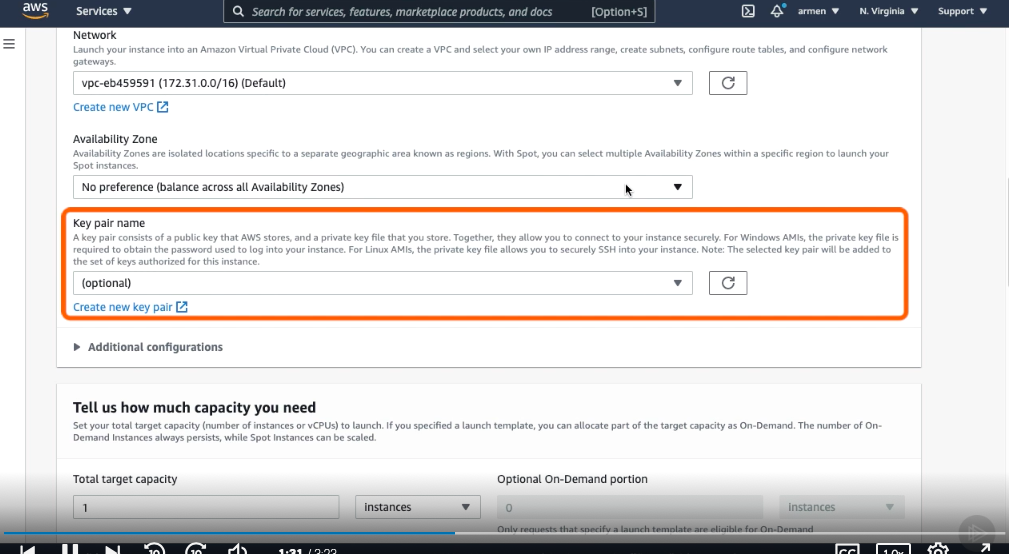 aws
Services
Search for services, features, marketplace products, and docs
[Option+S]
armen
N. Virginia
Support
Network
Launch your instance into an Amazon Virtual Private Cloud (VPC). You can create a VPC and select your own IP address range, create subnets, configure route tables, and configure network
gateways.
vpc-eb459591 (172.31.0.0/16) (Default)
Create new VPC
Availability Zone
Availability Zones are isolated locations specific to a separate geographic area known as regions. With Spot, you can select multiple Availability Zones within a specific region to launch your
Spot instances.
No preference (balance across all Availability Zones)
Key pair name
A key pair consists of a public key that AWS stores, and a private key file that you store. Together, they allow you to connect to your instance securely. For Windows AMIs, the private key file is
required to obtain the password used to log into your instance. For Linux AMIs, the private key file allows you to securely SSH into your instance. Note: The selected key pair will be added to
the set of keys authorized for this instance.
(optional)
Create new key pair
Additional configurations
Tell us how much capacity you need
Set your total target capacity (number of instances or vCPUs) to launch. If you specified a launch template, you can allocate part of the target capacity as On-Demand. The number of On-
Demand Instances always persists, while Spot Instances can be scaled.
Total target capacity
Optional On-Demand portion
1
instances
0
instances
Only requests that specify a launch template are eligible for On-Demand
10
10
1:31 / 3:23
CC
1.0x